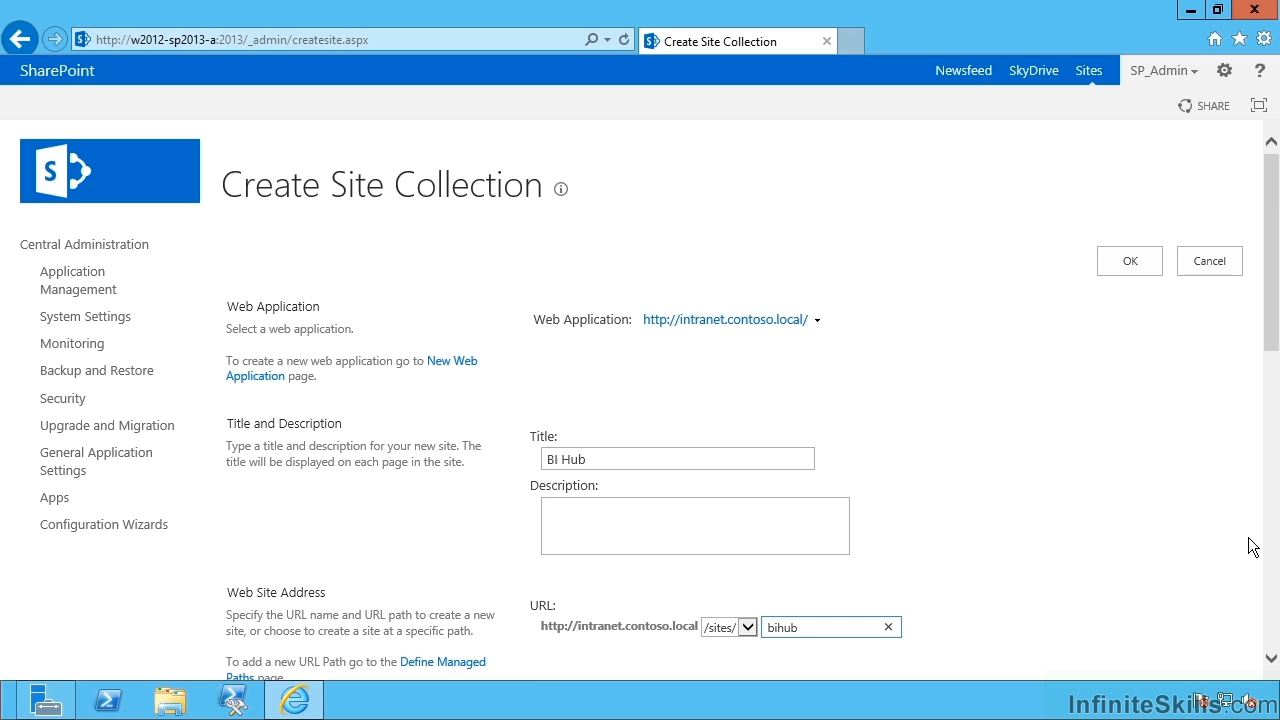 http://w2012-sp2013-a:2013/_admin/createsite.aspx
Create Site Collection
SharePoint
Newsfeed
SkyDrive
Sites
SP_Admin
?
SHARE
S
Create Site Collection
Central Administration
Application
Management
System Settings
Monitoring
Backup and Restore
Security
Upgrade and Migration
General Application
Settings
Apps
Configuration Wizards
OK
Cancel
Web Application
Select a web application.
To create a new web application go to New Web
Application page.
Web Application: http://intranet.contoso.local/
Title and Description
Type a title and description for your new site. The
title will be displayed on each page in the site.
Title:
BI Hub
Description:
Web Site Address
Specify the URL name and URL path to create a new
site, or choose to create a site at a specific path.
To add a new URL Path go to the Define Managed
Paths page.
URL:
http://intranet.contoso.local /sites/ bihub
InfiniteSkills.com